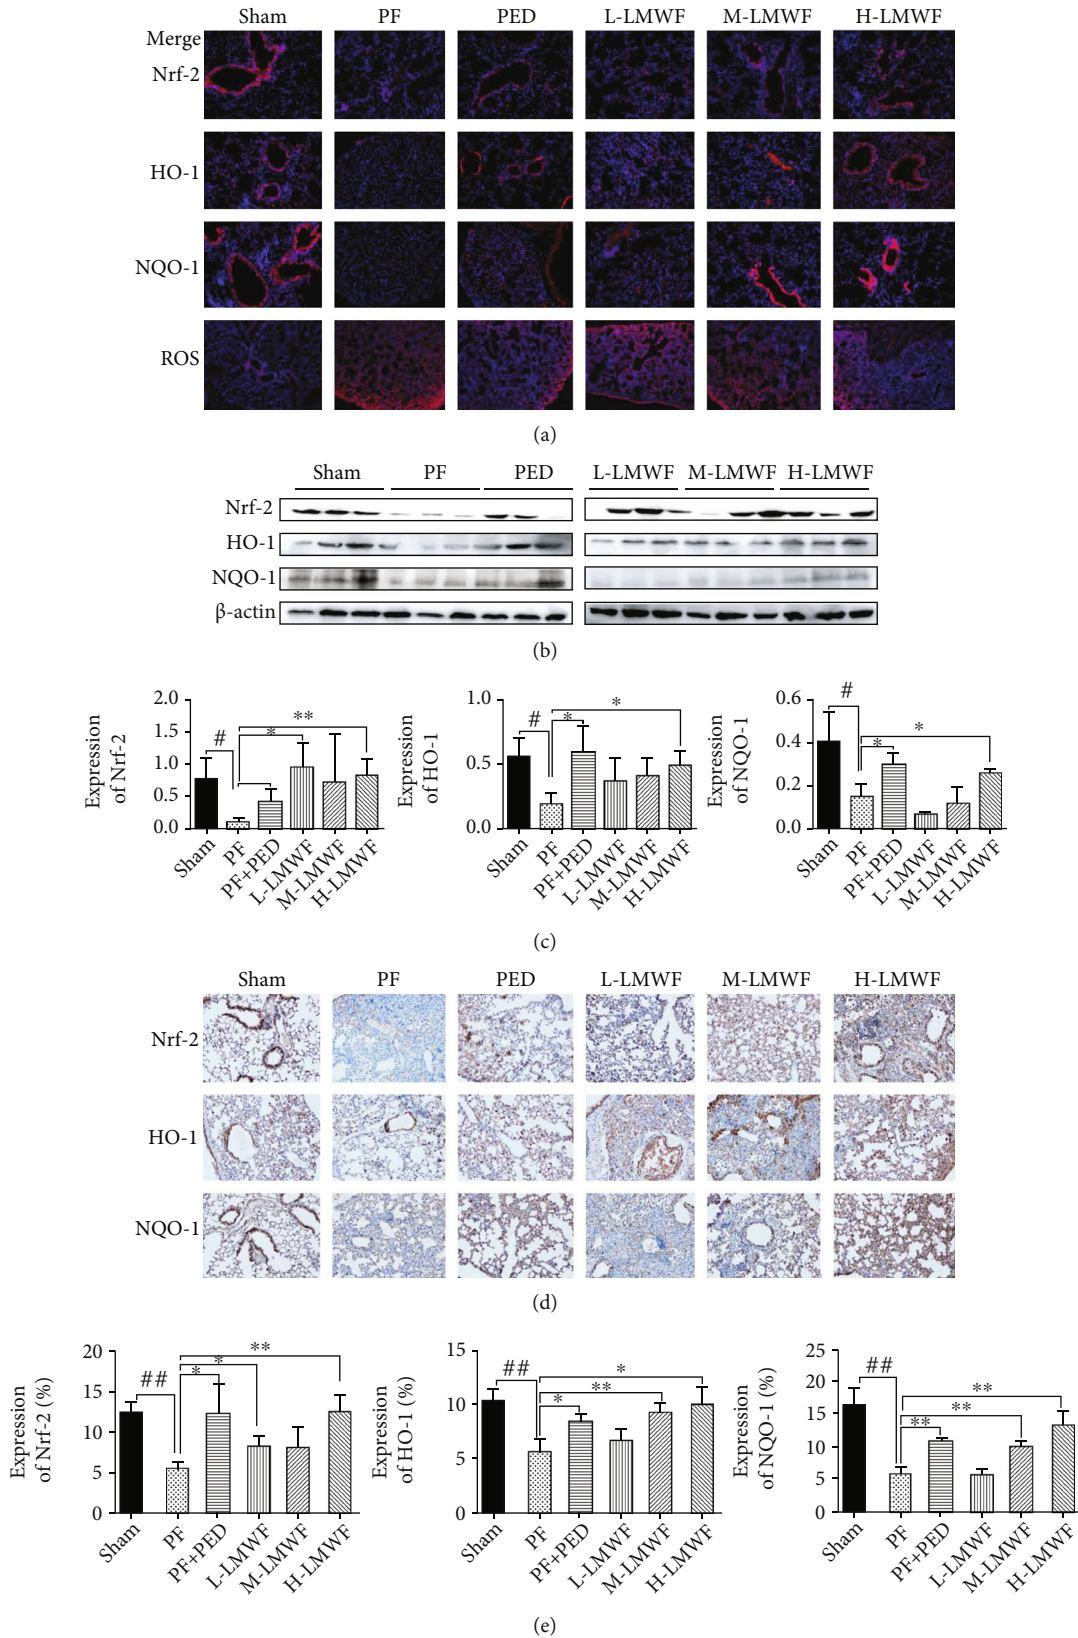 Sham PF PED L-LMWF M-LMWF H-LMWF
Merge
Nrf-2
HO-1
NQO-1
ROS
(a)
Sham PF PED L-LMWF M-LMWF H-LMWF
Nrf-2
HO-1
NQO-1
β-actin
(b)
Expression of Nrf-2
2.0
1.5
1.0
0.5
0.0
#
*
**
Sham PF PF+PED L-LMWF M-LMWF H-LMWF
Expression of HO-1
1.0
0.5
0.0
#
*
*
Sham PF PF+PED L-LMWF M-LMWF H-LMWF
Expression of NQO-1
0.6
0.4
0.2
0.0
#
*
*
Sham PF PF+PED L-LMWF M-LMWF H-LMWF
(c)
Sham PF PED L-LMWF M-LMWF H-LMWF
Nrf-2
HO-1
NQO-1
(d)
Expression of Nrf-2 (%)
20
15
10
5
0
##
*
*
**
Sham PF PF+PED L-LMWF M-LMWF H-LMWF
Expression of HO-1 (%)
15
10
5
0
##
*
**
*
Sham PF PF+PED L-LMWF M-LMWF H-LMWF
Expression of NQO-1 (%)
25
20
15
10
5
0
##
**
**
**
Sham PF PF+PED L-LMWF M-LMWF H-LMWF
(e)